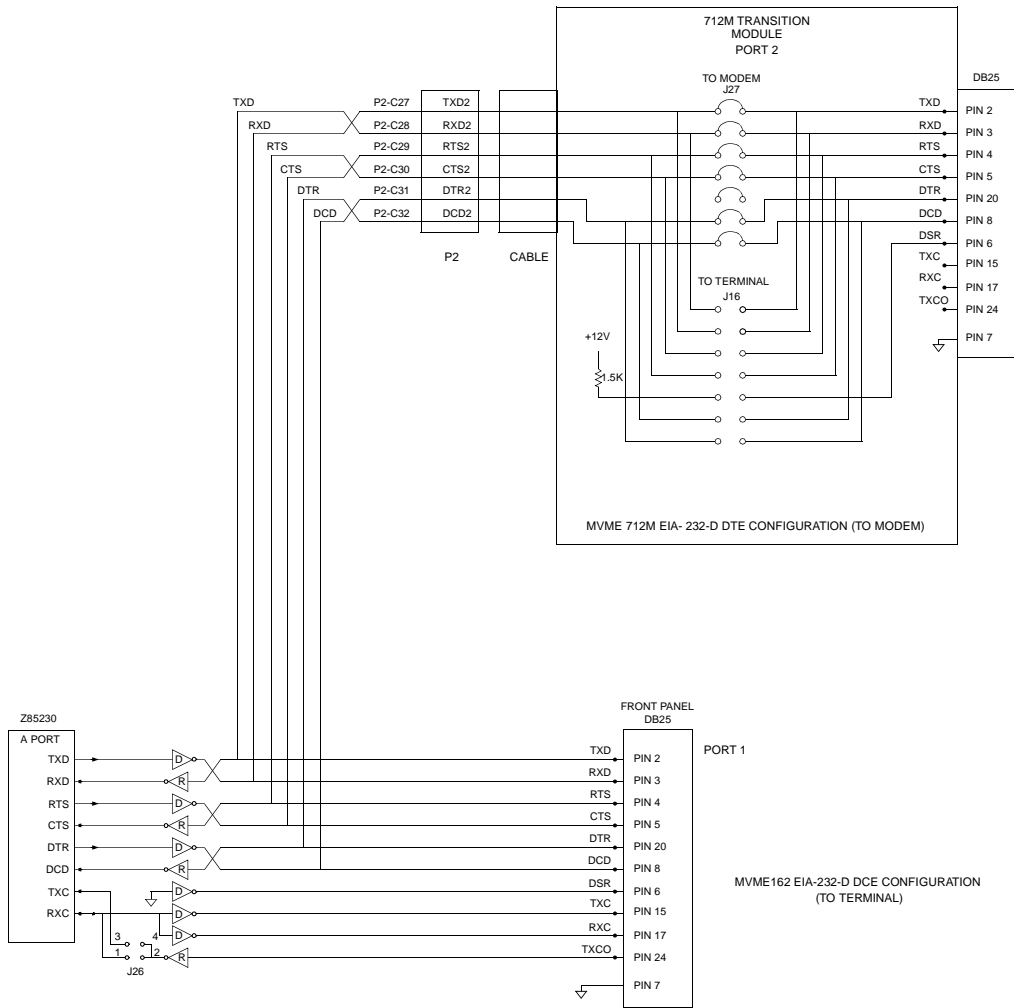 712M TRANSITION
MODULE
PORT 2
TO MODEM
J27
DB25
TXD P2-C27 TXD2 TXD PIN 2
RXD P2-C28 RXD2 RXD PIN 3
RTS P2-C29 RTS2 RTS PIN 4
CTS P2-C30 CTS2 CTS PIN 5
DTR P2-C31 DTR2 DTR PIN 20
DCD P2-C32 DCD2 DCD PIN 8
DSR PIN 6
P2 CABLE
TXC PIN 15
TO TERMINAL
J16
RXC PIN 17
TXCO PIN 24
+12V
PIN 7
1.5K
MVME 712M EIA- 232-D DTE CONFIGURATION (TO MODEM)
FRONT PANEL
DB25
Z85230
A PORT
PORT 1
TXD D TXD PIN 2
RXD R RXD PIN 3
RTS D RTS PIN 4
CTS R CTS PIN 5
DTR D DTR PIN 20
DCD R DCD PIN 8
TXC D DSR PIN 6
RXC D TXC PIN 15
3 4 D RXC PIN 17
1 2 R TXCO PIN 24
J26
PIN 7
MVME162 EIA-232-D DCE CONFIGURATION
(TO TERMINAL)